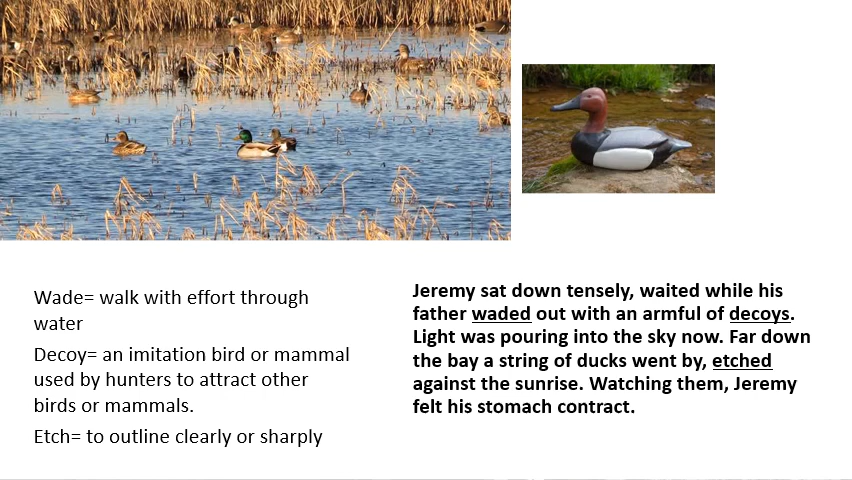 Wade= walk with effort through
water
Decoy= an imitation bird or mammal
used by hunters to attract other
birds or mammals.
Etch= to outline clearly or sharply
Jeremy sat down tensely, waited while his
father waded out with an armful of decoys.
Light was pouring into the sky now. Far down
the bay a string of ducks went by, etched
against the sunrise. Watching them, Jeremy
felt his stomach contract.